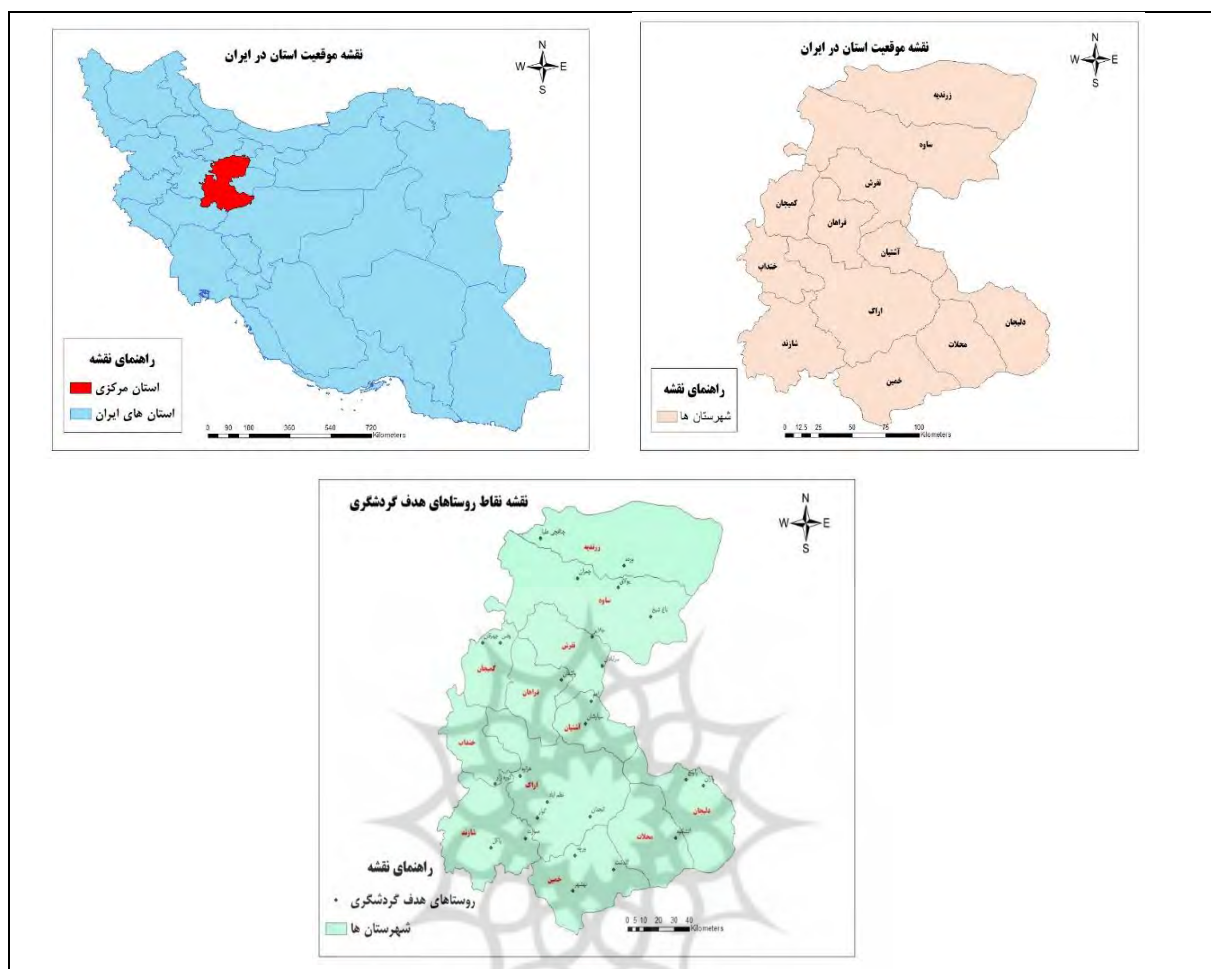 نقشه موقعیت استان در ایران
N
W E
S
راهنمای نقشه
استان مرکزی
استان های ایران
0 90 180 360 540 720
Kilometers
نقشه موقعیت استان در ایران
N
W E
S
زرندیه
ساوه
تفرش
کمیجان
فراهان
آشتیان
خنداب
اراک
دلیجان
محلات
شازند
خمین
راهنمای نقشه
شهرستان ها
0 12.5 25 50 75 100
Kilometers
نقشه نقاط روستاهای هدف گردشگری
N
W E
S
زرندیه
ساوه
تفرش
کمیجان
فراهان
آشتیان
خنداب
هزاوه
اراک
انجدان
دلیجان
محلات
شازند
خمین
راهنمای نقشه
روستاهای هدف گردشگری
شهرستان ها
0 5 10 20 30 40
Kilometers